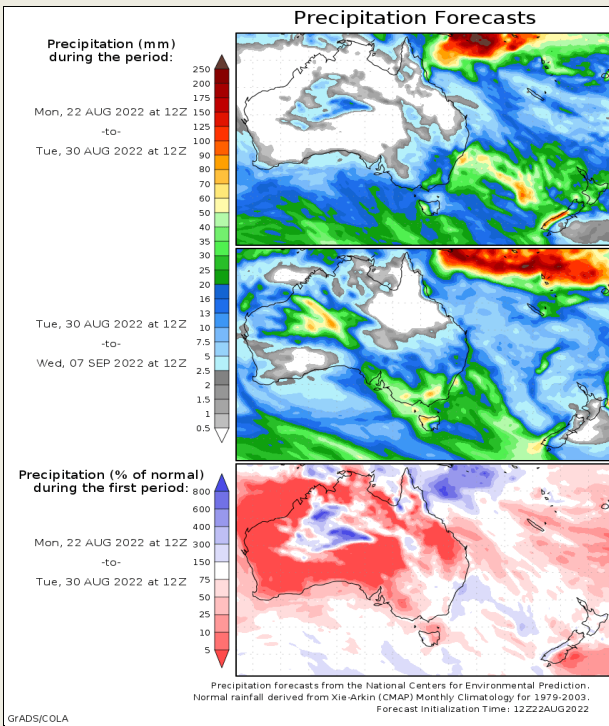 Precipitation Forecasts
Precipitation (mm)
during the period:
Mon, 22 AUG 2022 at 12Z
-to-
Tue, 30 AUG 2022 at 12Z
250
200
175
150
125
100
90
80
70
60
50
40
35
30
25
20
16
13
10
7.5
5
2.5
2
1.5
1
0.5
Tue, 30 AUG 2022 at 12Z
-to-
Wed, 07 SEP 2022 at 12Z
Precipitation (% of normal)
during the first period:
Mon, 22 AUG 2022 at 12Z
-to-
Tue, 30 AUG 2022 at 12Z
800
600
400
300
150
75
50
25
10
5
Precipitation forecasts from the National Centers for Environmental Prediction.
Normal rainfall derived from Xie-Arkin (CMAP) Monthly Climatology for 1979-2003.
Forecast Initialization Time: 12Z22AUG2022
GrADS/COLA